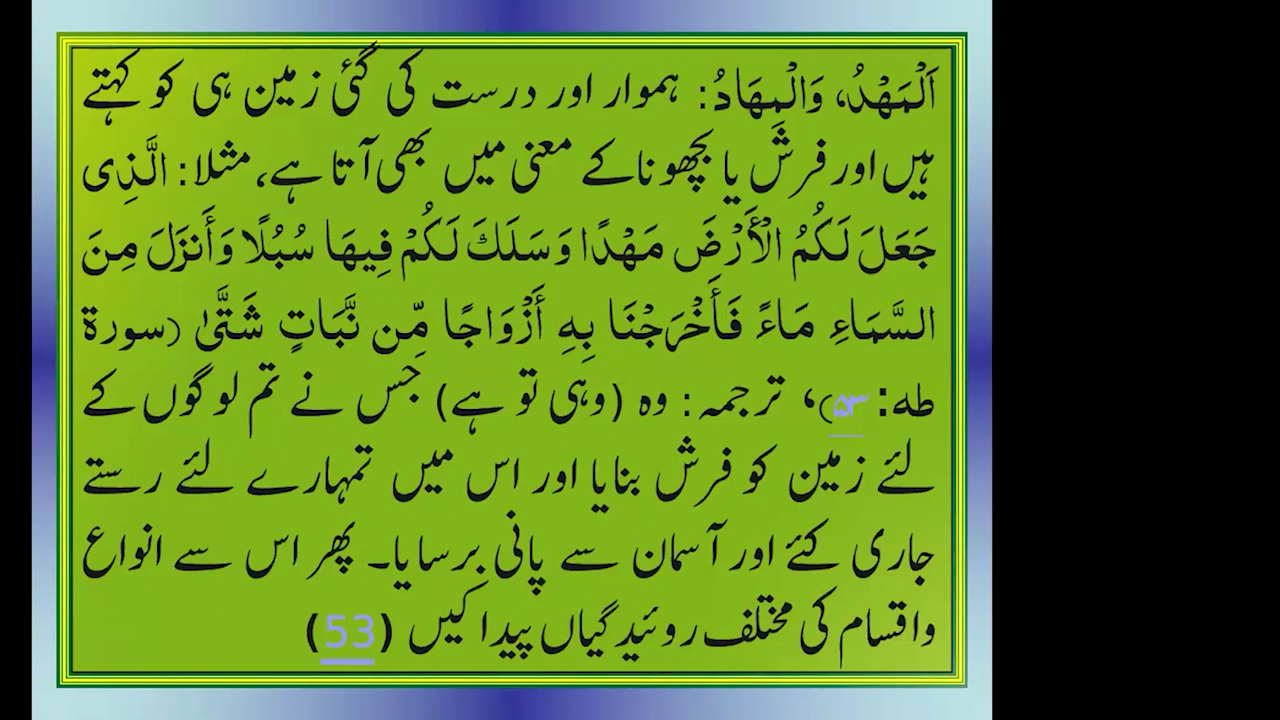 اَلْمَهْدُ، وَالْمِهَادُ: ہموار اور درست کی گئی زمین ہی کو کہتے
ہیں اور فرش یا بچھونا کے معنی میں بھی آتا ہے، مثلا: الَّذِی
جَعَلَ لَكُمُ الْأَرْضَ مَهْدًا وَسَلَكَ لَكُمْ فِيهَا سُبُلًا وَأَنزَلَ مِنَ
السَّمَاءِ مَاءً فَأَخْرَجْنَا بِهِ أَزْوَاجًا مِّن نَّبَاتٍ شَتَّىٰ (سورة
طه: ۵۳)، ترجمہ: وہ (وہی تو ہے) جس نے تم لوگوں کے
لئے زمین کو فرش بنایا اور اس میں تمہارے لئے رستے
جاری کئے اور آسمان سے پانی برسایا۔ پھر اس سے انواع
واقسام کی مختلف روئیدگیاں پیدا کیں (53)